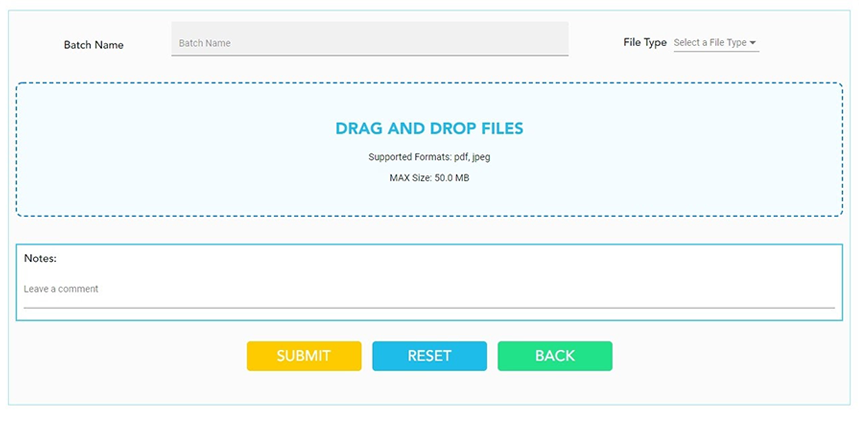 Batch Name
Batch Name
File Type Select a File Type
DRAG AND DROP FILES
Supported Formats: pdf, jpeg
MAX Size: 50.0 MB
Notes:
Leave a comment
SUBMIT RESET BACK